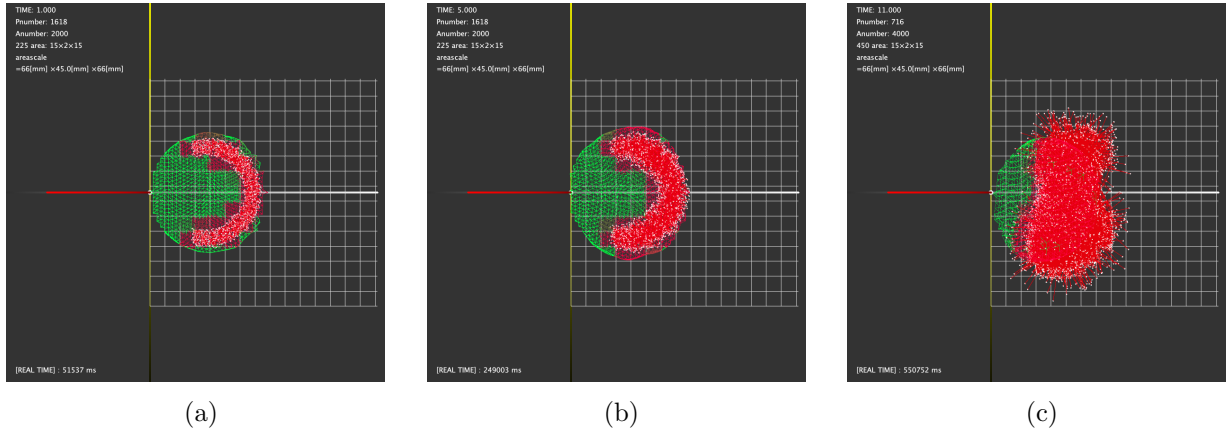 TIME: 1.000
Pnumber: 1618
Anumber: 2000
225 area: 15×2×15
areascale
=66[mm] ×45.0[mm] ×66[mm]
[REAL TIME] : 51537 ms
(a)
TIME: 5.000
Pnumber: 1618
Anumber: 2000
225 area: 15×2×15
areascale
=66[mm] ×45.0[mm] ×66[mm]
[REAL TIME] : 249003 ms
(b)
TIME: 11.000
Pnumber: 716
Anumber: 4000
450 area: 15×2×15
areascale
=66[mm] ×45.0[mm] ×66[mm]
[REAL TIME] : 550752 ms
(c)